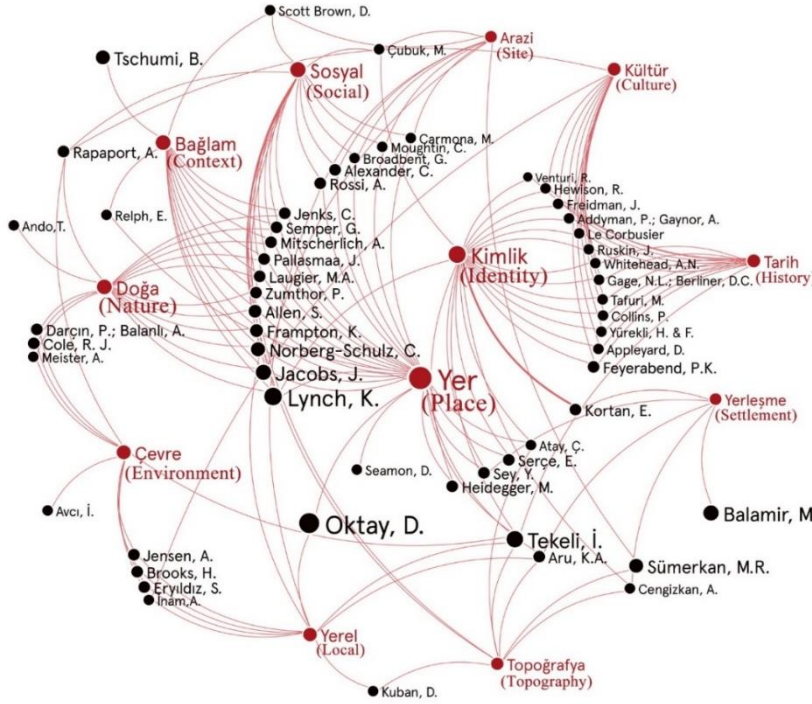 Scott Brown, D.
Arazi
(Site)
Çubuk, M.
Tschumi, B.
Sosyal
(Social)
Kültür
(Culture)
Bağlam
(Context)
Rapaport, A.
Carmona, M.
Moughtin, C.
Broadbent, G.
Alexander, C.
Rossi, A.
Venturi, R.
Hewison, R.
Freidman, J.
Addyman, P.; Gaynor, A.
Le Corbusier
Ruskin, J.
Whitehead, A.N.
Gage, N.L.; Berliner, D.C.
Tafuri, M.
Collins, P.
Yürekli, H. & F.
Appleyard, D.
Feyerabend, P.K.
Ando,T.
Relph, E.
Jenks, C.
Semper, G.
Mitscherlich, A.
Pallasmaa, J.
Laugier, M.A.
Zumthor, P.
Allen, S.
Frampton, K.
Norberg-Schulz, C.
Jacobs, J.
Lynch, K.
Kimlik
(Identity)
Tarih
(History)
Doğa
(Nature)
Darçın, P.; Balanlı, A.
Cole, R. J.
Meister, A.
Yer
(Place)
Yerleşme
(Settlement)
Kortan, E.
Çevre
(Environment)
Atay, Ç.
Serçe, E.
Sey, Y.
Heidegger, M.
Seamon, D.
Avcı, İ.
Oktay, D.
Balamir, M
Tekeli, İ.
Aru, K.A.
Jensen, A.
Brooks, H.
Eryıldız, S.
İnam,A.
Sümerkan, M.R.
Cengizkan, A.
Yerel
(Local)
Topoğrafya
(Topography)
Kuban, D.